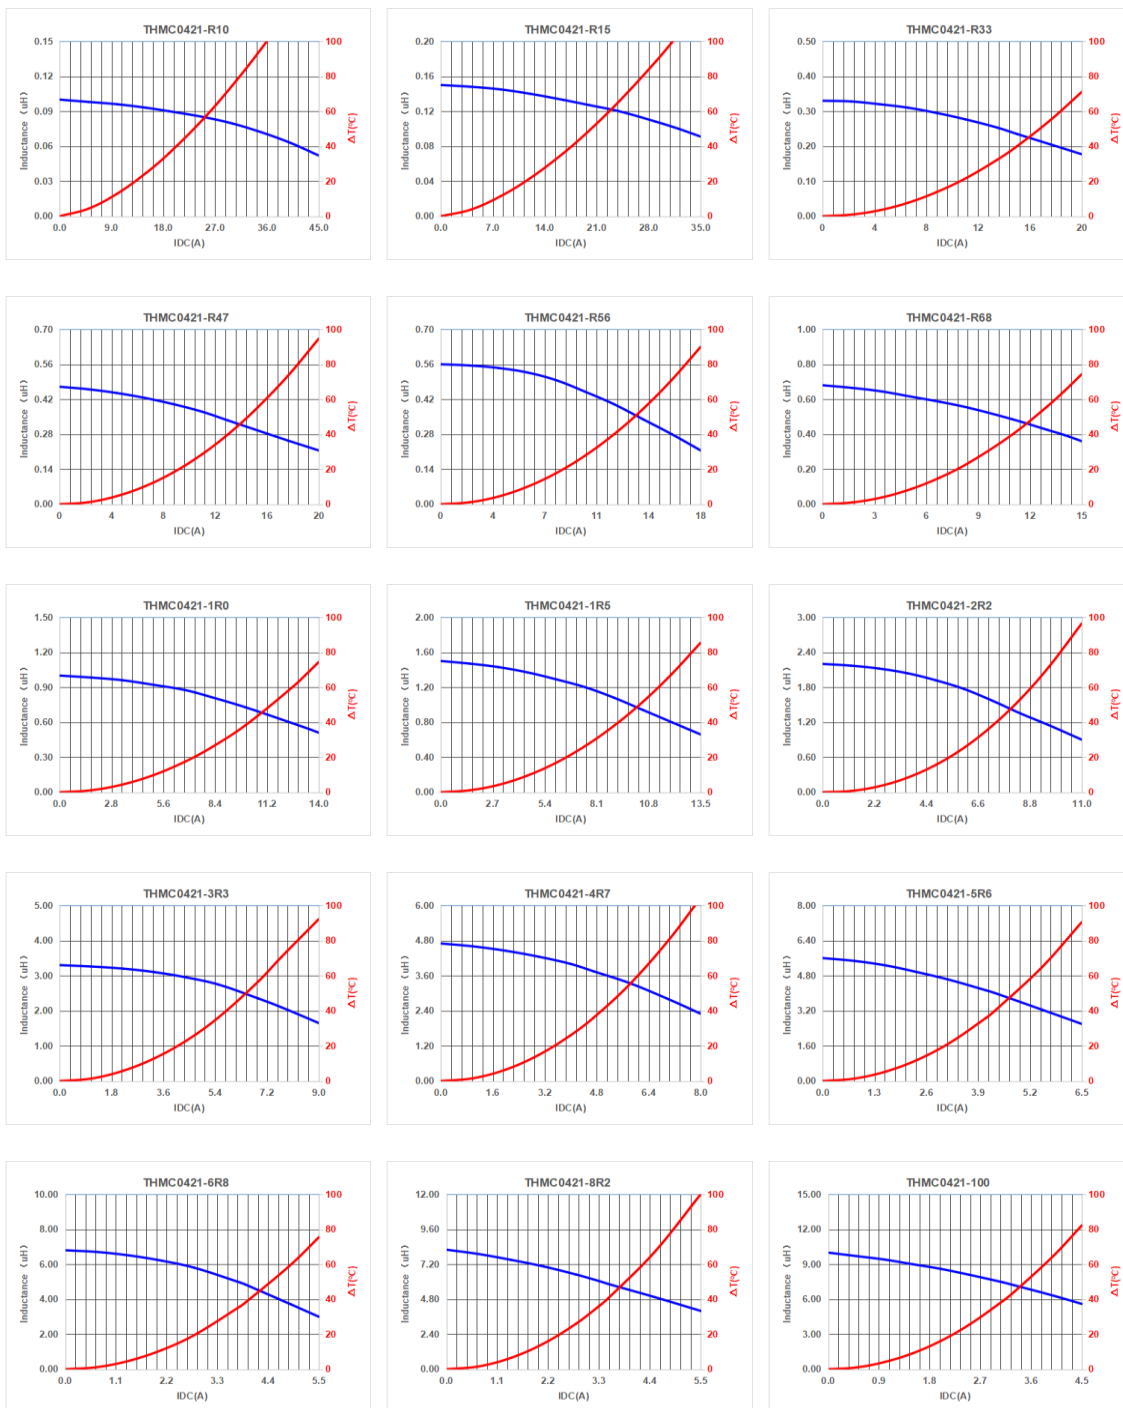 THMC0421-R10
0.15
0.12
0.09
0.06
0.03
0.00
Inductance (uH)
100
80
60
40
20
0
ΔT(℃)
0.0 9.0 18.0 27.0 36.0 45.0
IDC(A)
THMC0421-R15
0.20
0.16
0.12
0.08
0.04
0.00
Inductance (uH)
100
80
60
40
20
0
ΔT(℃)
0.0 7.0 14.0 21.0 28.0 35.0
IDC(A)
THMC0421-R33
0.50
0.40
0.30
0.20
0.10
0.00
Inductance (uH)
100
80
60
40
20
0
ΔT(℃)
0 4 8 12 16 20
IDC(A)
THMC0421-R47
0.70
0.56
0.42
0.28
0.14
0.00
Inductance (uH)
100
80
60
40
20
0
ΔT(℃)
0 4 8 12 16 20
IDC(A)
THMC0421-R56
0.70
0.56
0.42
0.28
0.14
0.00
Inductance (uH)
100
80
60
40
20
0
ΔT(℃)
0 4 7 11 14 18
IDC(A)
THMC0421-R68
1.00
0.80
0.60
0.40
0.20
0.00
Inductance (uH)
100
80
60
40
20
0
ΔT(℃)
0 3 6 9 12 15
IDC(A)
THMC0421-1R0
1.50
1.20
0.90
0.60
0.30
0.00
Inductance (uH)
100
80
60
40
20
0
ΔT(℃)
0.0 2.8 5.6 8.4 11.2 14.0
IDC(A)
THMC0421-1R5
2.00
1.60
1.20
0.80
0.40
0.00
Inductance (uH)
100
80
60
40
20
0
ΔT(℃)
0.0 2.7 5.4 8.1 10.8 13.5
IDC(A)
THMC0421-2R2
3.00
2.40
1.80
1.20
0.60
0.00
Inductance (uH)
100
80
60
40
20
0
ΔT(℃)
0.0 2.2 4.4 6.6 8.8 11.0
IDC(A)
THMC0421-3R3
5.00
4.00
3.00
2.00
1.00
0.00
Inductance (uH)
100
80
60
40
20
0
ΔT(℃)
0.0 1.8 3.6 5.4 7.2 9.0
IDC(A)
THMC0421-4R7
6.00
4.80
3.60
2.40
1.20
0.00
Inductance (uH)
100
80
60
40
20
0
ΔT(℃)
0.0 1.6 3.2 4.8 6.4 8.0
IDC(A)
THMC0421-5R6
8.00
6.40
4.80
3.20
1.60
0.00
Inductance (uH)
100
80
60
40
20
0
ΔT(℃)
0.0 1.3 2.6 3.9 5.2 6.5
IDC(A)
THMC0421-6R8
10.00
8.00
6.00
4.00
2.00
0.00
Inductance (uH)
100
80
60
40
20
0
ΔT(℃)
0.0 1.1 2.2 3.3 4.4 5.5
IDC(A)
THMC0421-8R2
12.00
9.60
7.20
4.80
2.40
0.00
Inductance (uH)
100
80
60
40
20
0
ΔT(℃)
0.0 1.1 2.2 3.3 4.4 5.5
IDC(A)
THMC0421-100
15.00
12.00
9.00
6.00
3.00
0.00
Inductance (uH)
100
80
60
40
20
0
ΔT(℃)
0.0 0.9 1.8 2.7 3.6 4.5
IDC(A)